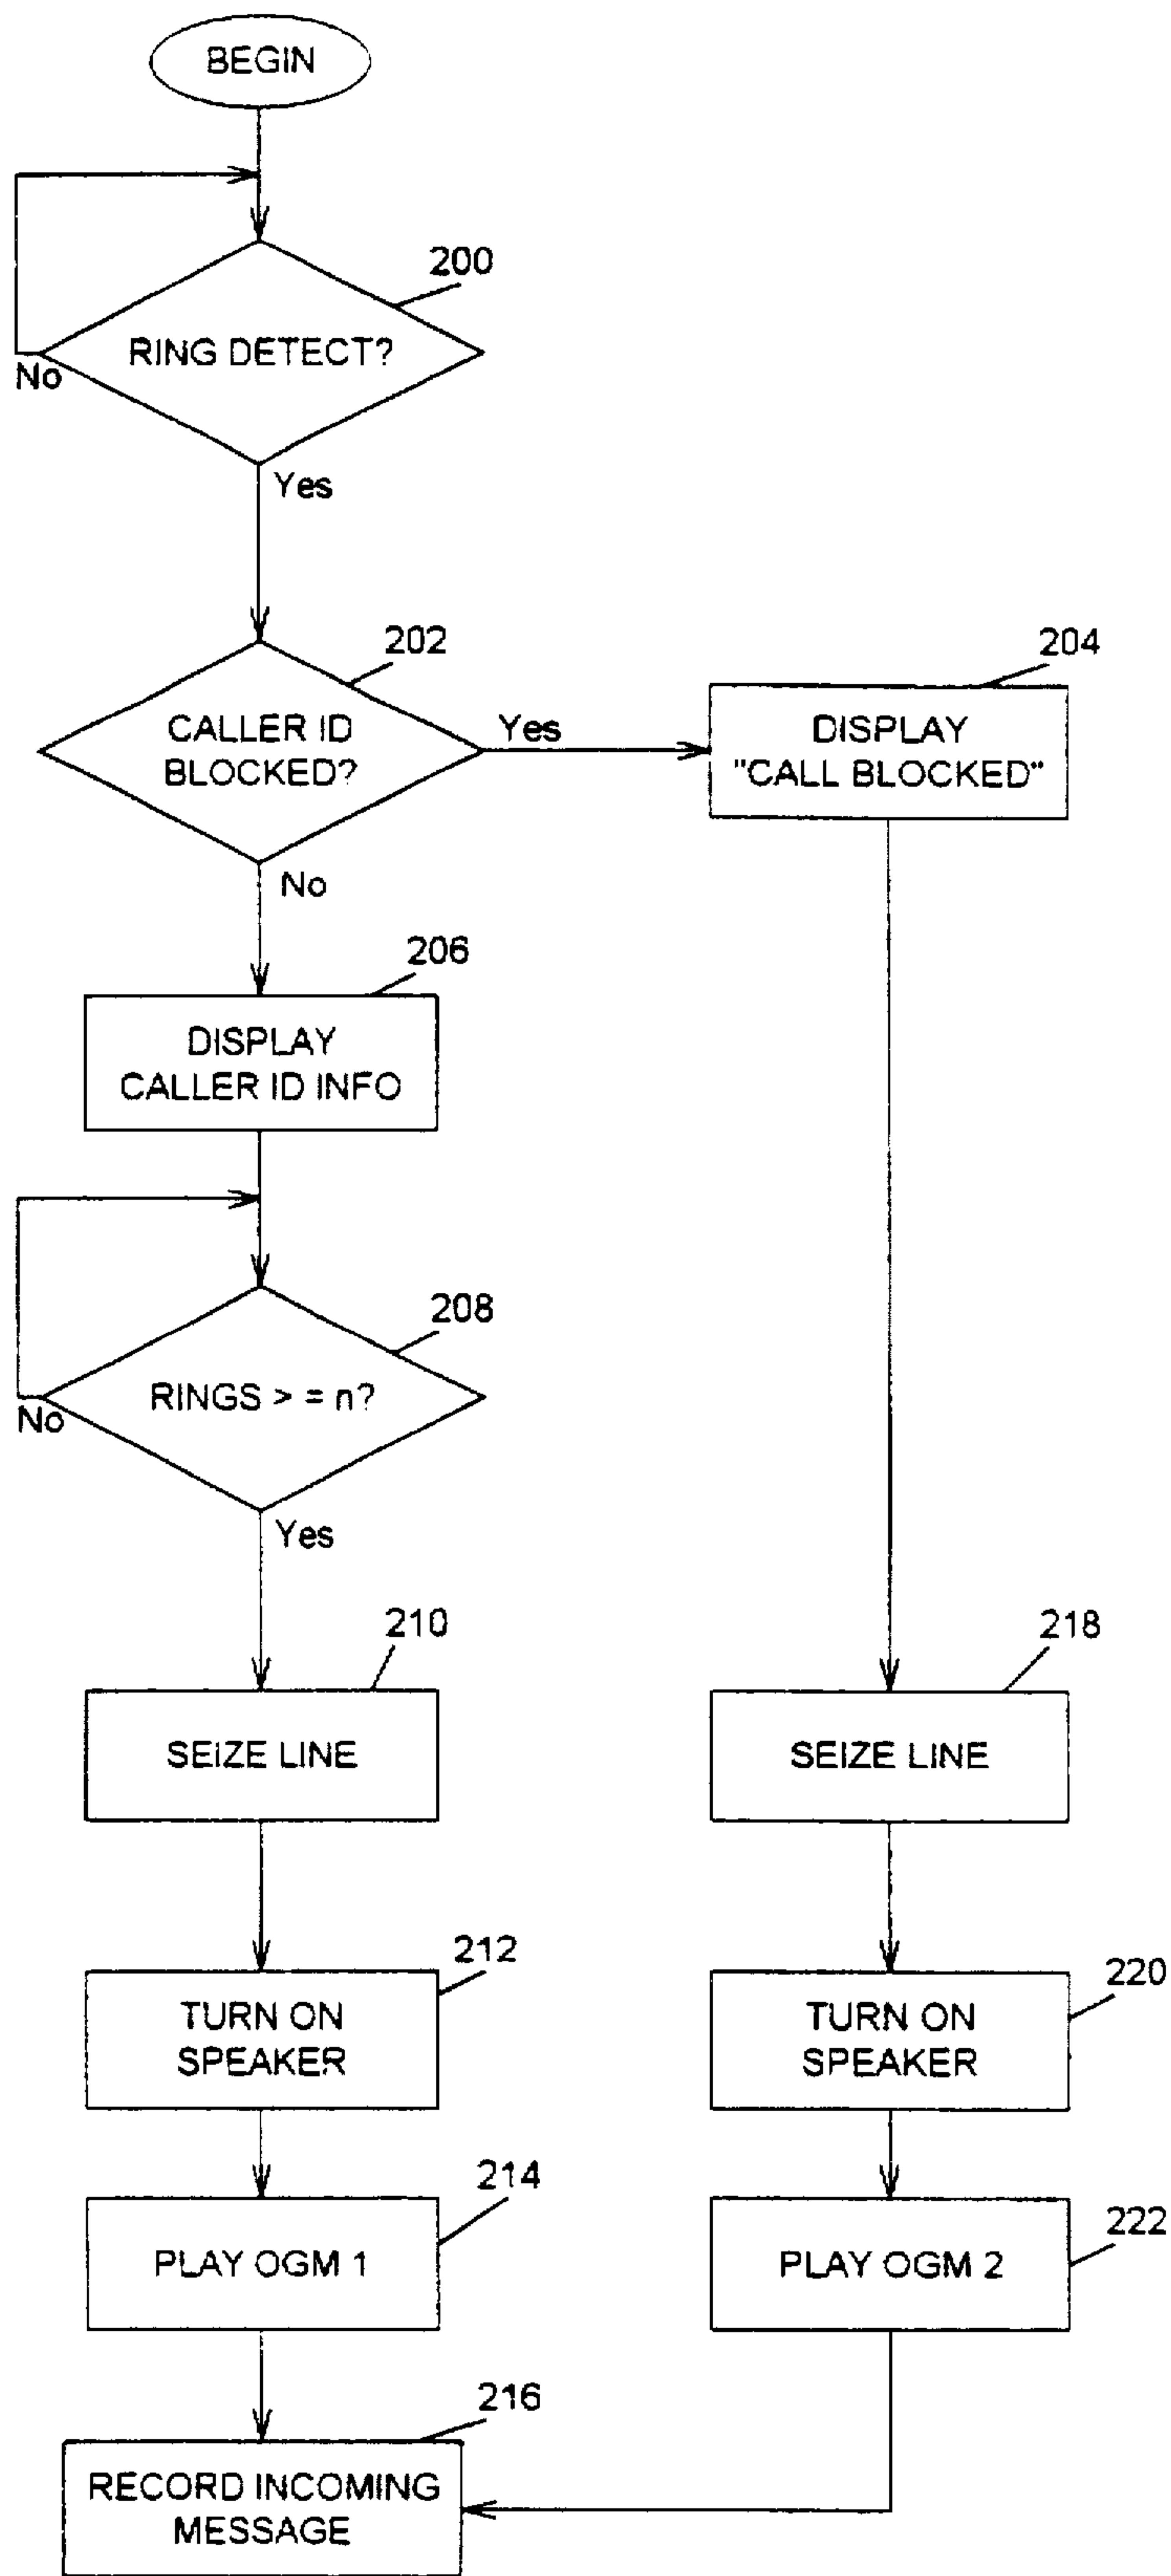 BEGIN
200
RING DETECT?
No
Yes
202
CALLER ID
BLOCKED?
Yes
No
204
DISPLAY
"CALL BLOCKED"
206
DISPLAY
CALLER ID INFO
208
RINGS > = n?
No
Yes
210
SEIZE LINE
218
SEIZE LINE
212
TURN ON
SPEAKER
220
TURN ON
SPEAKER
214
PLAY OGM 1
222
PLAY OGM 2
216
RECORD INCOMING
MESSAGE